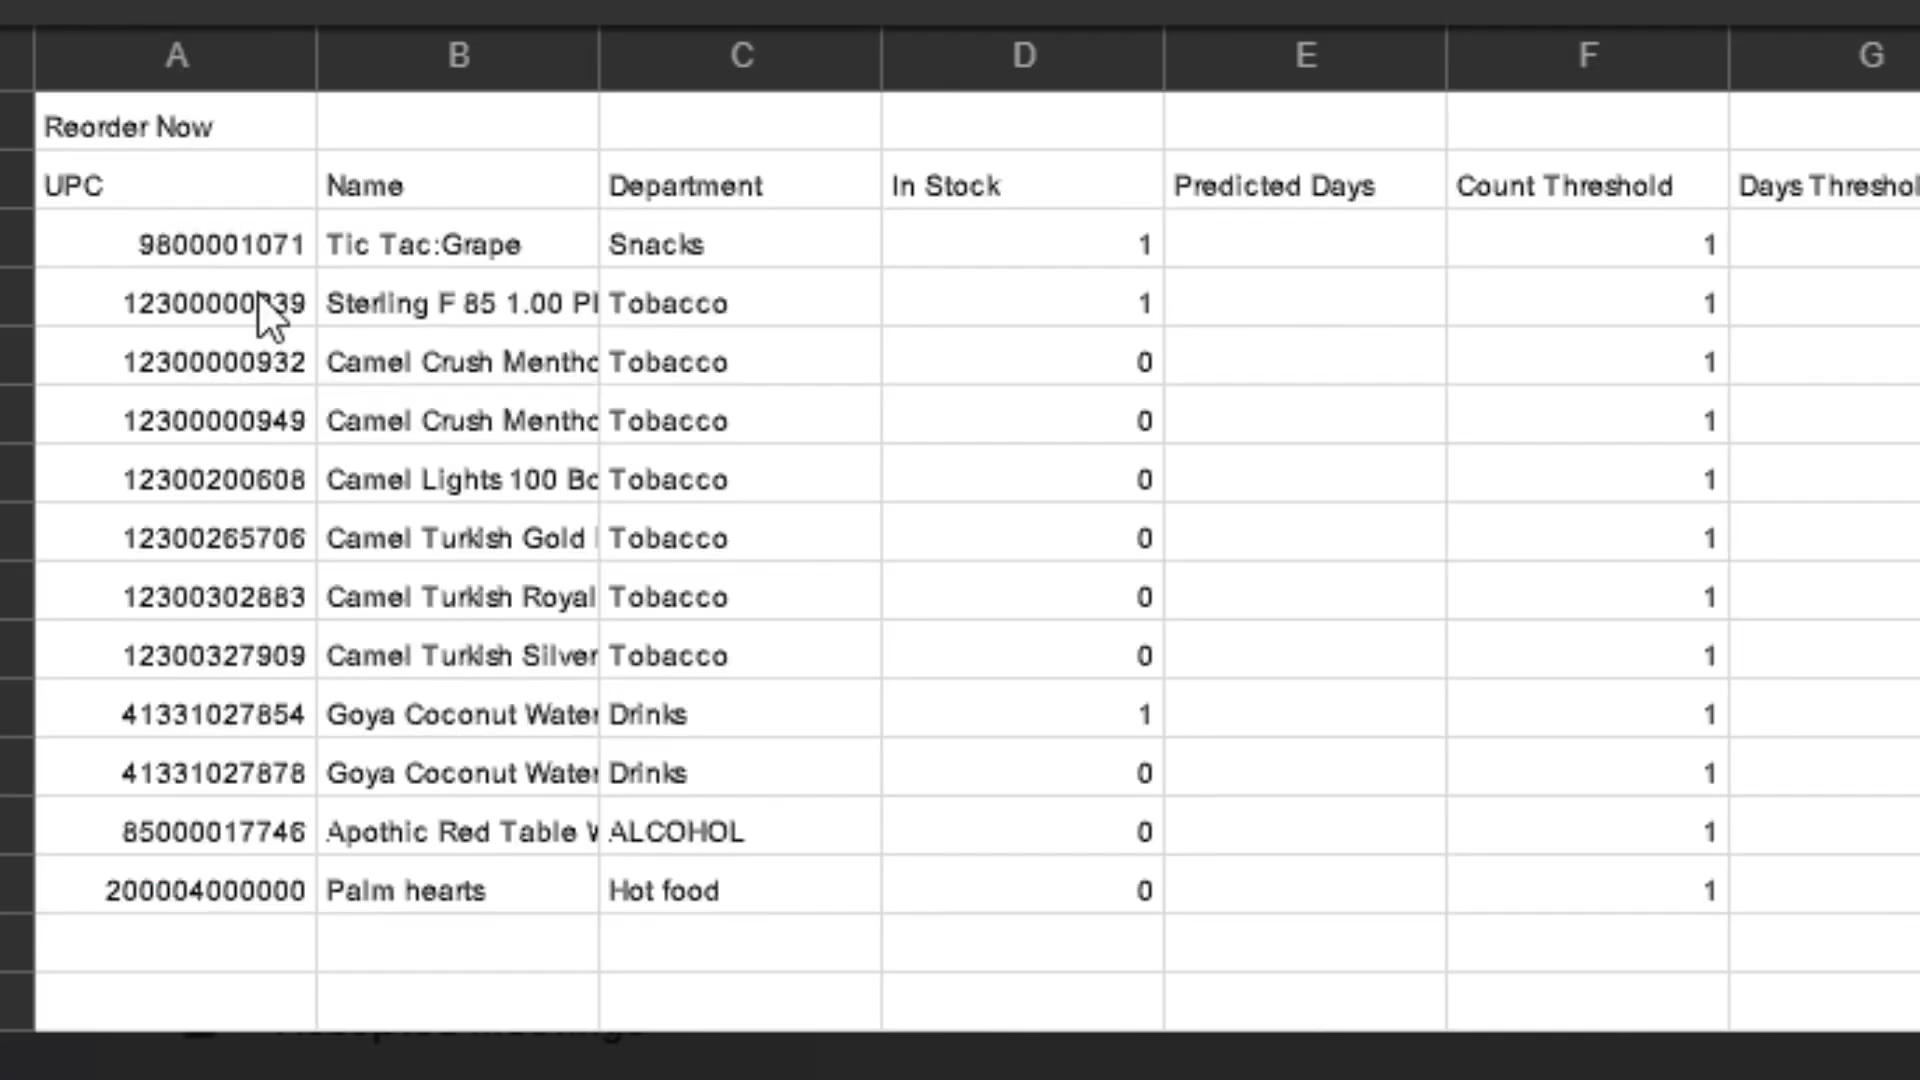 A B C D E F G
Reorder Now
UPC Name Department In Stock Predicted Days Count Threshold Days Threshol
9800001071 Tic Tac:Grape Snacks 1 1
Sterling F 85 1.00 Pl Tobacco 1 1
12300000932 Camel Crush Mentho Tobacco 0 1
12300000949 Camel Crush Mentho Tobacco 0 1
12300200608 Camel Lights 100 Bo Tobacco 0 1
12300265706 Camel Turkish Gold Tobacco 0 1
12300302883 Camel Turkish Royal Tobacco 0 1
12300327909 Camel Turkish Silver Tobacco 0 1
41331027854 Goya Coconut Water Drinks 1 1
41331027878 Goya Coconut Water Drinks 0 1
85000017746 Apothic Red Table W ALCOHOL 0 1
200004000000 Palm hearts Hot food 0 1